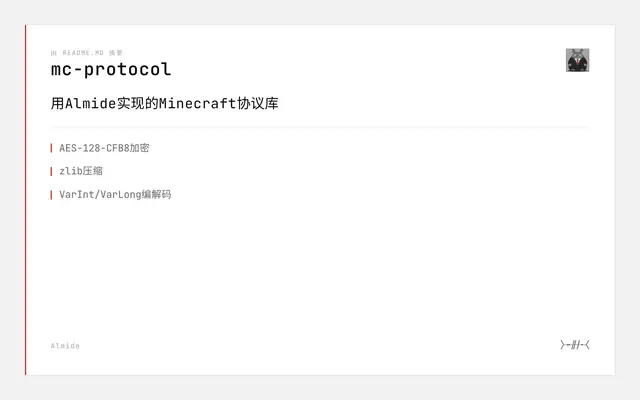 由 README.MD 摘要
mc-protocol
用Almide实现的Minecraft协议库
AES-128-CFB8加密
zlib压缩
VarInt/VarLong编解码
Almide